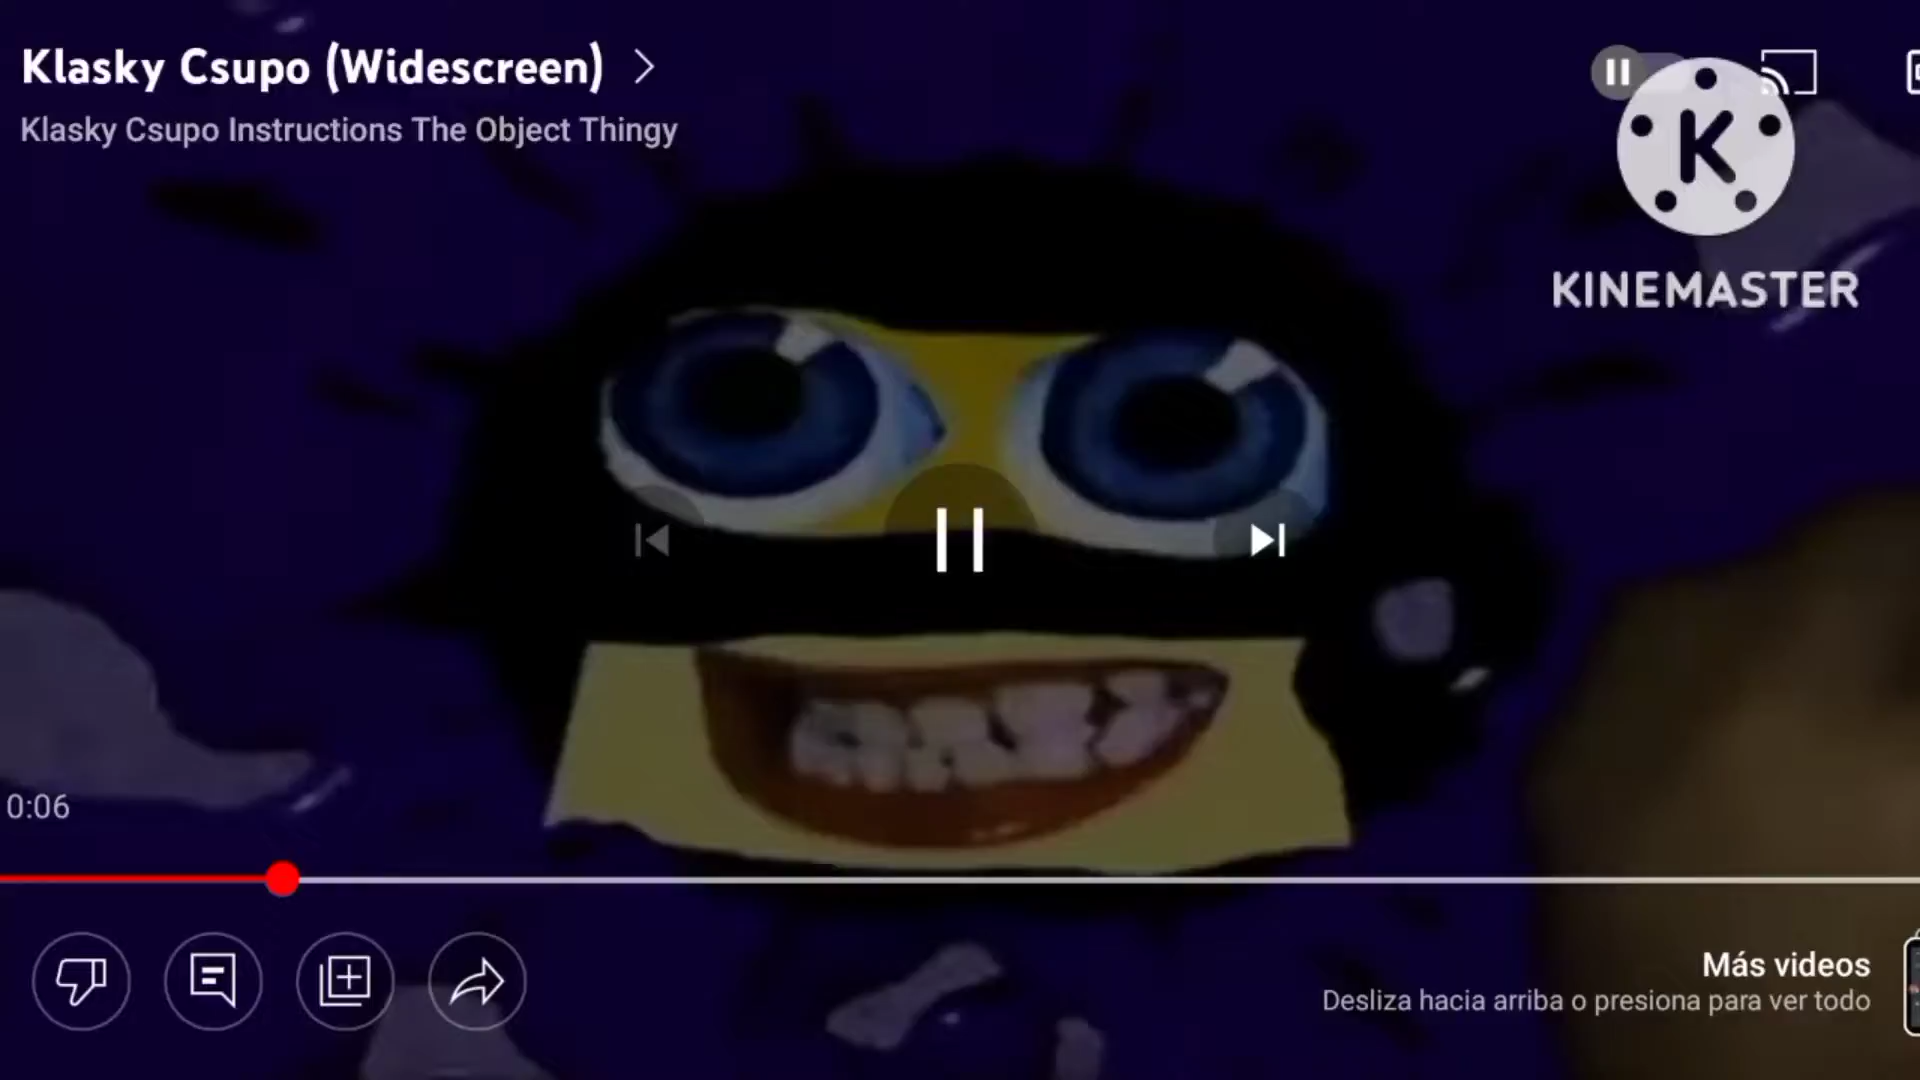 Klasky Csupo (Widescreen)
Klasky Csupo Instructions The Object Thingy
K
KINEMASTER
0:06
Más videos
Desliza hacia arriba o presiona para ver todo